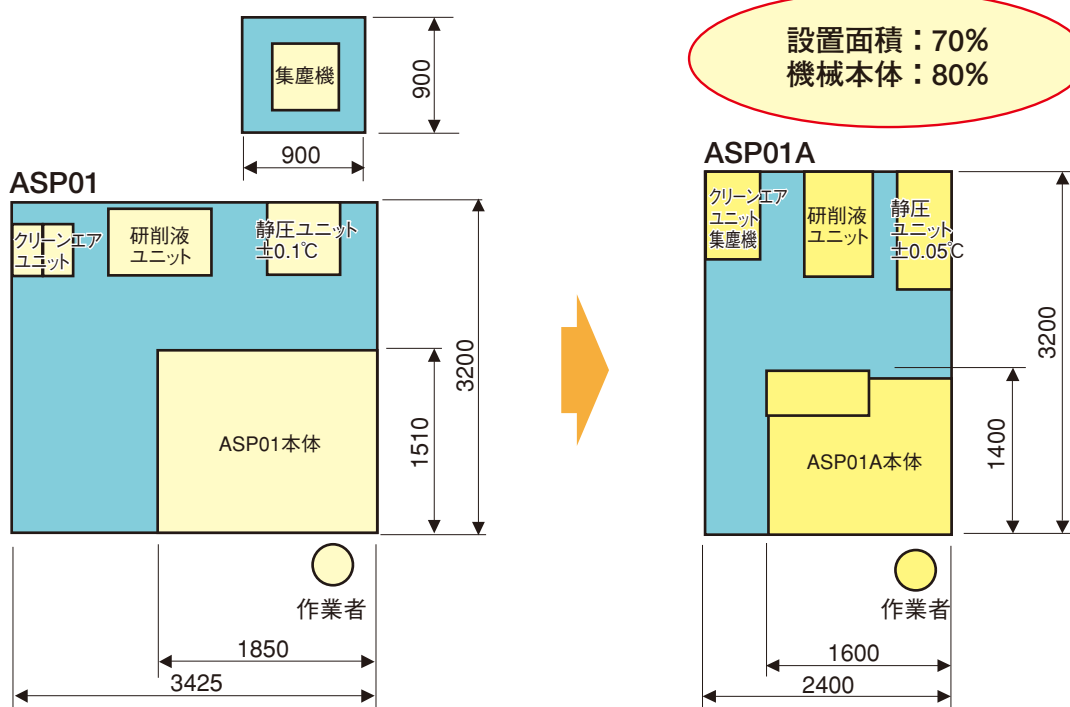 集塵機
900
900
設置面積：70%
機械本体：80%
ASP01
クリーンエア
ユニット
研削液
ユニット
静圧ユニット
±0.1℃
ASP01本体
3200
1510
作業者
1850
3425
ASP01A
クリーンエア
ユニット
集塵機
研削液
ユニット
静圧
ユニット
±0.05℃
ASP01A本体
3200
1400
作業者
1600
2400